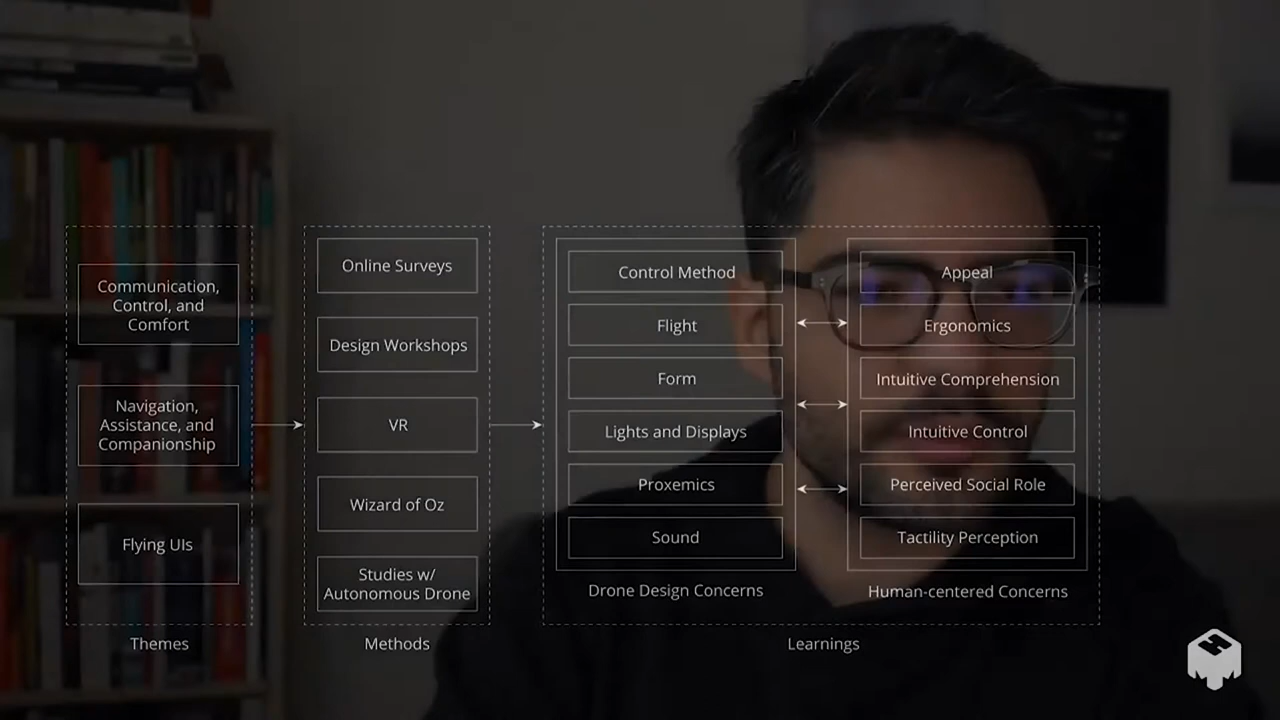 Communication,
Control, and
Comfort
Navigation,
Assistance, and
Companionship
Flying UIs
Themes
Online Surveys
Design Workshops
VR
Wizard of Oz
Studies w/
Autonomous Drone
Methods
Control Method
Flight
Form
Lights and Displays
Proxemics
Sound
Drone Design Concerns
Appeal
Ergonomics
Intuitive Comprehension
Intuitive Control
Perceived Social Role
Tactility Perception
Human-centered Concerns
Learnings